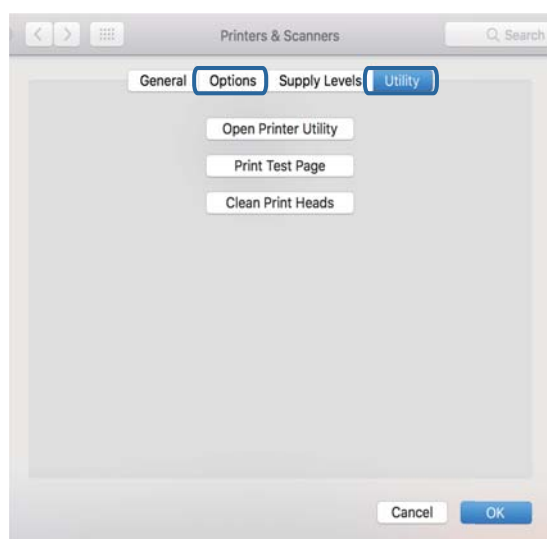 Printers & Scanners
Search
General Options Supply Levels Utility
Open Printer Utility
Print Test Page
Clean Print Heads
Cancel OK